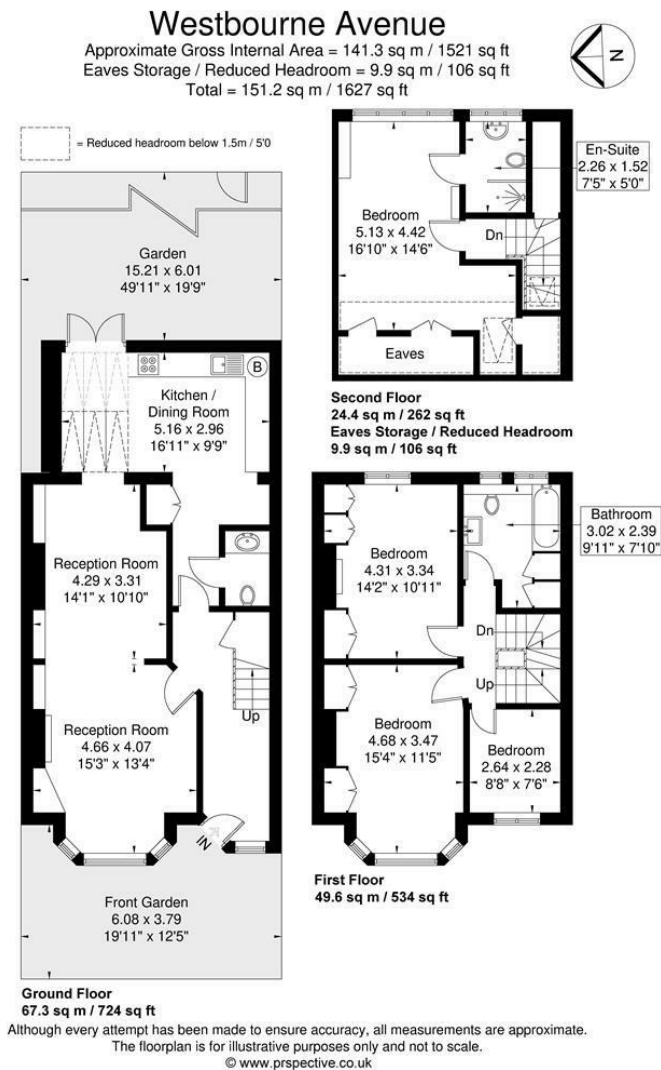 Westbourne Avenue
Approximate Gross Internal Area = 141.3 sq m / 1521 sq ft
Eaves Storage / Reduced Headroom = 9.9 sq m / 106 sq ft
Total = 151.2 sq m / 1627 sq ft
N
= Reduced headroom below 1.5m / 5'0
Garden
15.21 x 6.01
49'11" x 19'9"
Kitchen /
Dining Room
5.16 x 2.96
16'11" x 9'9"
B
Reception Room
4.29 x 3.31
14'1" x 10'10"
Reception Room
4.66 x 4.07
15'3" x 13'4"
Up
IN
Front Garden
6.08 x 3.79
19'11" x 12'5"
Ground Floor
67.3 sq m / 724 sq ft
En-Suite
2.26 x 1.52
7'5" x 5'0"
Bedroom
5.13 x 4.42
16'10" x 14'6"
Dn
Eaves
Second Floor
24.4 sq m / 262 sq ft
Eaves Storage / Reduced Headroom
9.9 sq m / 106 sq ft
Bathroom
3.02 x 2.39
9'11" x 7'10"
Bedroom
4.31 x 3.34
14'2" x 10'11"
Dn
Up
Bedroom
4.68 x 3.47
15'4" x 11'5"
Bedroom
2.64 x 2.28
8'8" x 7'6"
First Floor
49.6 sq m / 534 sq ft
Although every attempt has been made to ensure accuracy, all measurements are approximate.
The floorplan is for illustrative purposes only and not to scale.
© www.prspective.co.uk